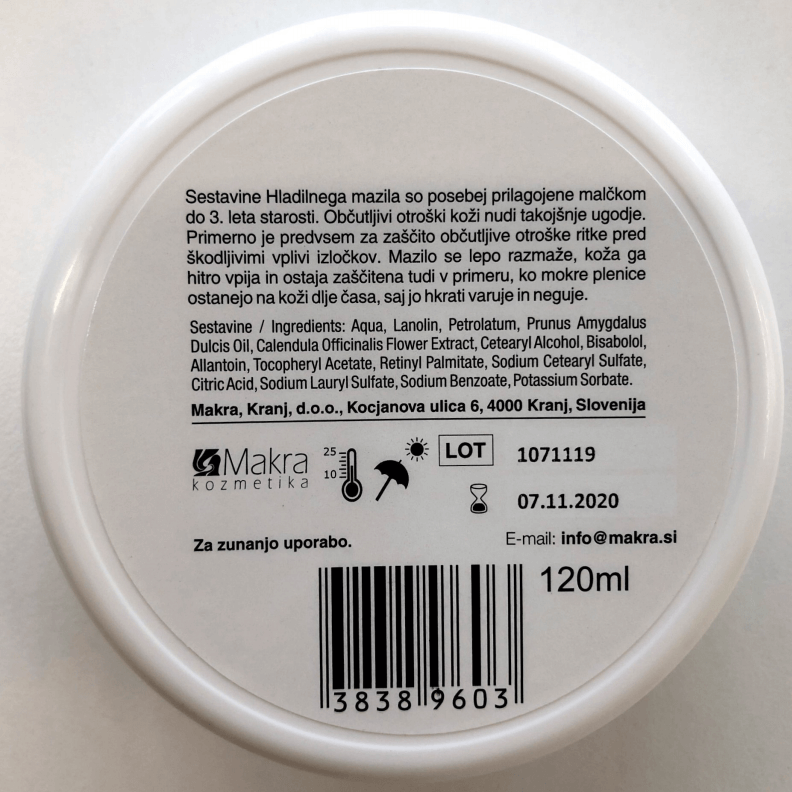 Sestavine Hladilnega mazila so posebej prilagojene malčkom
do 3. leta starosti. Občutljivi otroški koži nudi takojšnje ugodje.
Primerno je predvsem za zaščito občutljive otroške ritke pred
škodljivimi vplivi izločkov. Mazilo se lepo razmaže, koža ga
hitro vpija in ostaja zaščitena tudi v primeru, ko mokre plenice
ostanejo na koži dlje časa, saj jo hkrati varuje in neguje.
Sestavine / Ingredients: Aqua, Lanolin, Petrolatum, Prunus Amygdalus
Dulcis Oil, Calendula Officinalis Flower Extract, Cetearyl Alcohol, Bisabolol,
Allantoin, Tocopheryl Acetate, Retinyl Palmitate, Sodium Cetearyl Sulfate,
Citric Acid, Sodium Lauryl Sulfate, Sodium Benzoate, Potassium Sorbate.
Makra, Kranj, d.o.o., Kocjanova ulica 6, 4000 Kranj, Slovenija
Makra
kozmetika
25
10
LOT 1071119
07.11.2020
Za zunanjo uporabo.
E-mail: info@makra.si
120ml
3838 9603